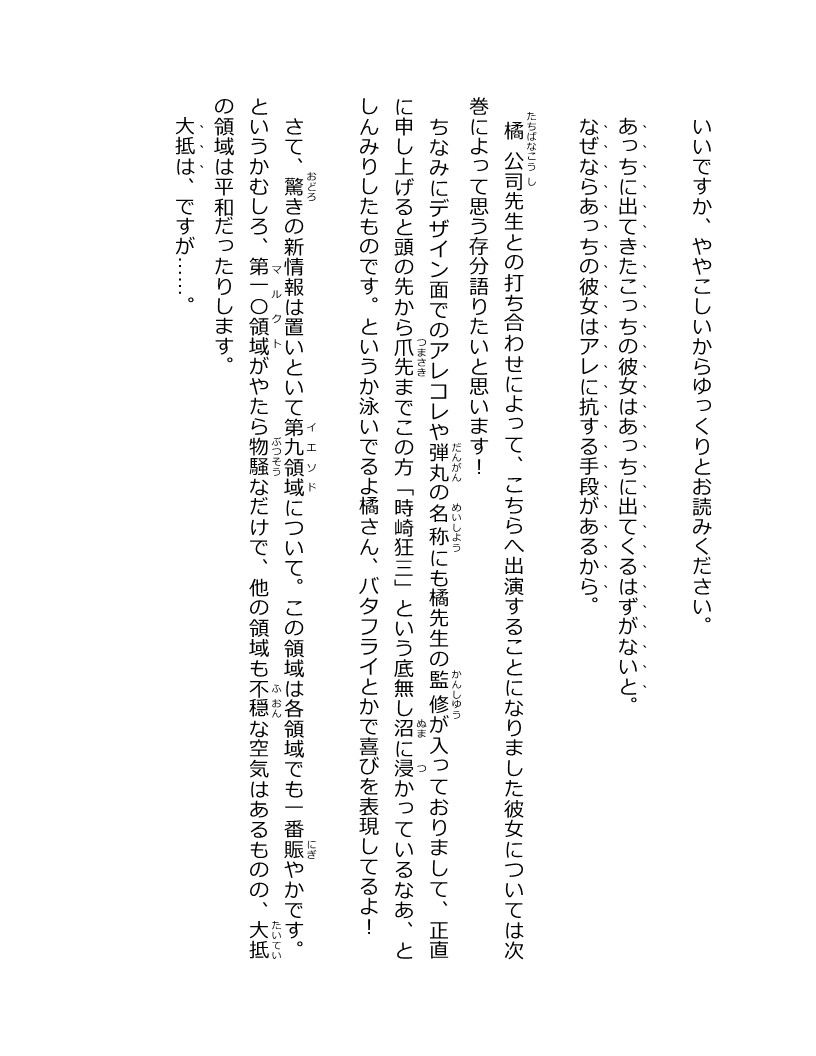 いいですか、ややこしいからゆっくりとお読みください。
あっちに出てきたこっちの彼女はあっちに出てくるはずがないと。
なぜならあっちの彼女はアレに抗する手段があるから。
橘公司先生との打ち合わせによって、こちらへ出演することになりました彼女については次
巻によって思う存分語りたいと思います！
ちなみにデザイン面でのアレコレや弾丸の名称にも橘先生の監修が入っておりまして、正直
に申し上げると頭の先から爪先までこの方「時崎狂三」という底無し沼に浸かっているなあ、と
しんみりしたものです。というか泳いでるよ橘さん、バタフライとかで喜びを表現してるよ！
さて、驚きの新情報は置いといて第九領域について。この領域は各領域でも一番賑やかです。
というかむしろ、第一〇領域がやたら物騒なだけで、他の領域も不穏な空気はあるものの、大抵
の領域は平和だったりします。
大抵は、ですが……。